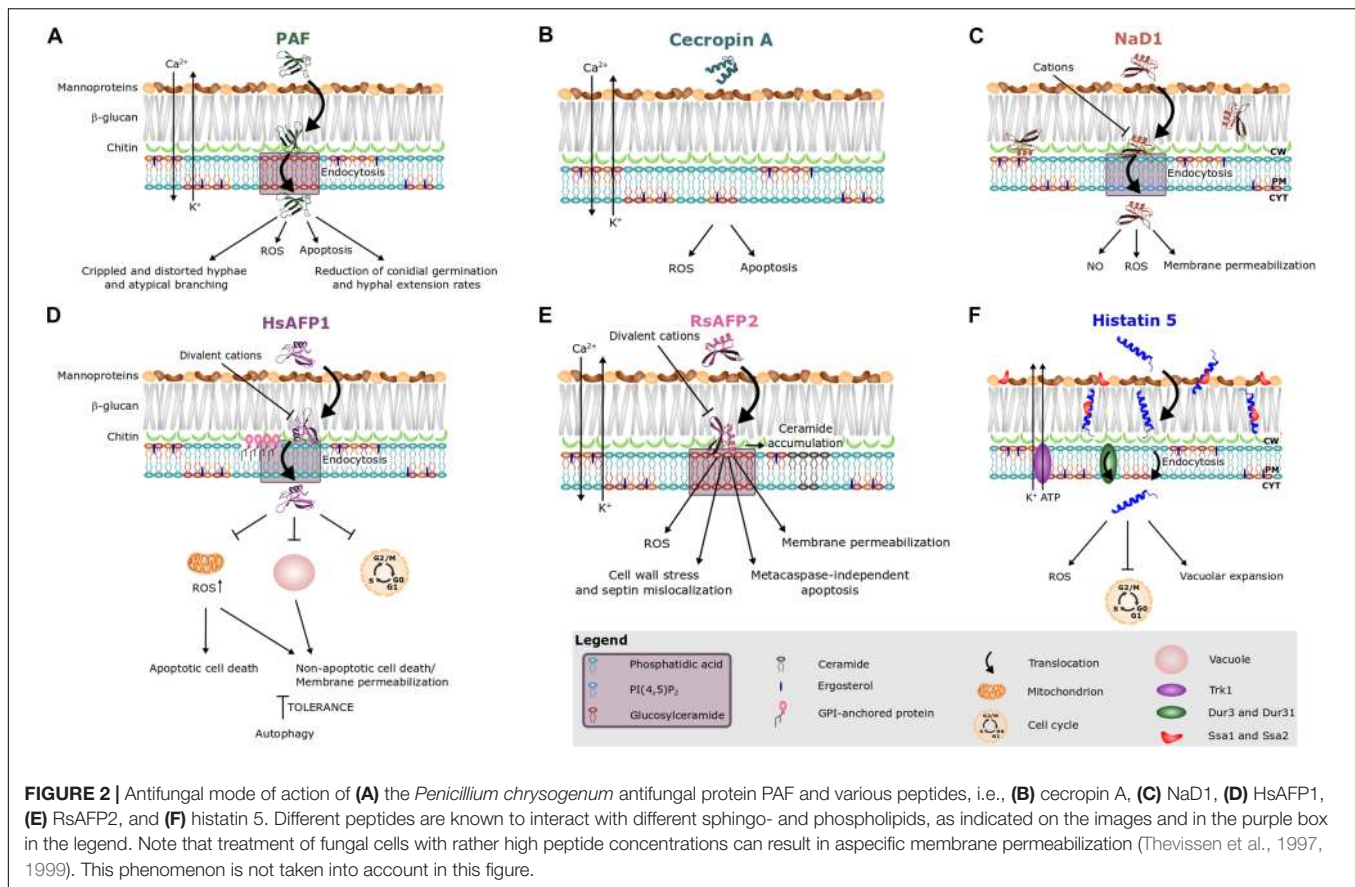 A
PAF
Ca²⁺
Mannoproteins
β-glucan
Chitin
Endocytosis
K⁺
ROS
Apoptosis
Crippled and distorted hyphae
and atypical branching
Reduction of conidial germination
and hyphal extension rates
B
Cecropin A
Ca²⁺
K⁺
ROS
Apoptosis
C
NaD1
Cations
CW
Endocytosis
PM
CYT
NO
ROS
Membrane permeabilization
D
HsAFP1
Divalent cations
Mannoproteins
β-glucan
Chitin
Endocytosis
G2/M
S
G0
G1
ROS↑
Apoptotic cell death
Non-apoptotic cell death/
Membrane permeabilization
TOLERANCE
Autophagy
E
RsAFP2
Divalent cations
Ca²⁺
Ceramide
accumulation
K⁺
ROS
Membrane permeabilization
Cell wall stress
and septin mislocalization
Metacaspase-independent
apoptosis
F
Histatin 5
CW
Endocytosis
PM
CYT
K⁺ ATP
ROS
Vacuolar expansion
G2/M
S
G0
G1
Legend
Phosphatidic acid
PI(4,5)P₂
Glucosylceramide
Ceramide
Ergosterol
GPI-anchored protein
Translocation
Mitochondrion
G2/M
S
G0
G1
Cell cycle
Vacuole
Trk1
Dur3 and Dur31
Ssa1 and Ssa2
FIGURE 2 | Antifungal mode of action of (A) the Penicillium chrysogenum antifungal protein PAF and various peptides, i.e., (B) cecropin A, (C) NaD1, (D) HsAFP1,
(E) RsAFP2, and (F) histatin 5. Different peptides are known to interact with different sphingo- and phospholipids, as indicated on the images and in the purple box
in the legend. Note that treatment of fungal cells with rather high peptide concentrations can result in aspecific membrane permeabilization (Thevissen et al., 1997,
1999). This phenomenon is not taken into account in this figure.